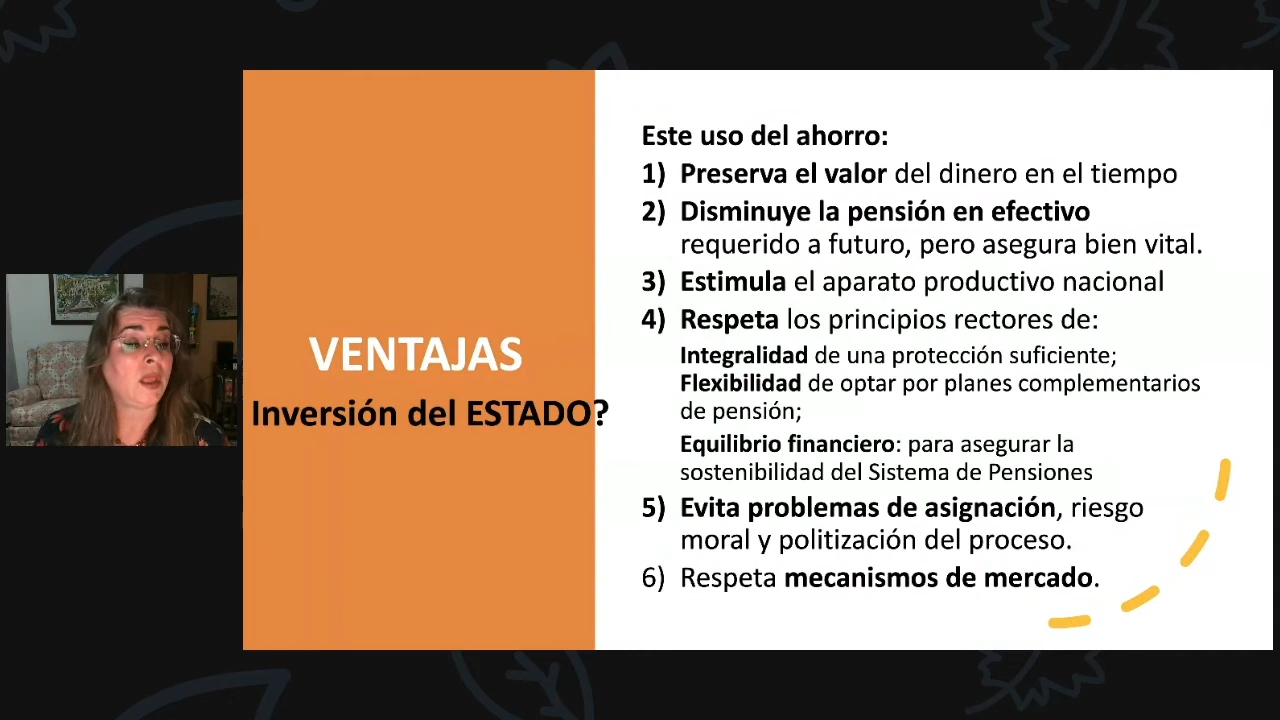 VENTAJAS
Inversión del ESTADO?
Este uso del ahorro:
1) Preserva el valor del dinero en el tiempo
2) Disminuye la pensión en efectivo
requerido a futuro, pero asegura bien vital.
3) Estimula el aparato productivo nacional
4) Respeta los principios rectores de:
Integralidad de una protección suficiente;
Flexibilidad de optar por planes complementarios
de pensión;
Equilibrio financiero: para asegurar la
sostenibilidad del Sistema de Pensiones
5) Evita problemas de asignación, riesgo
moral y politización del proceso.
6) Respeta mecanismos de mercado.